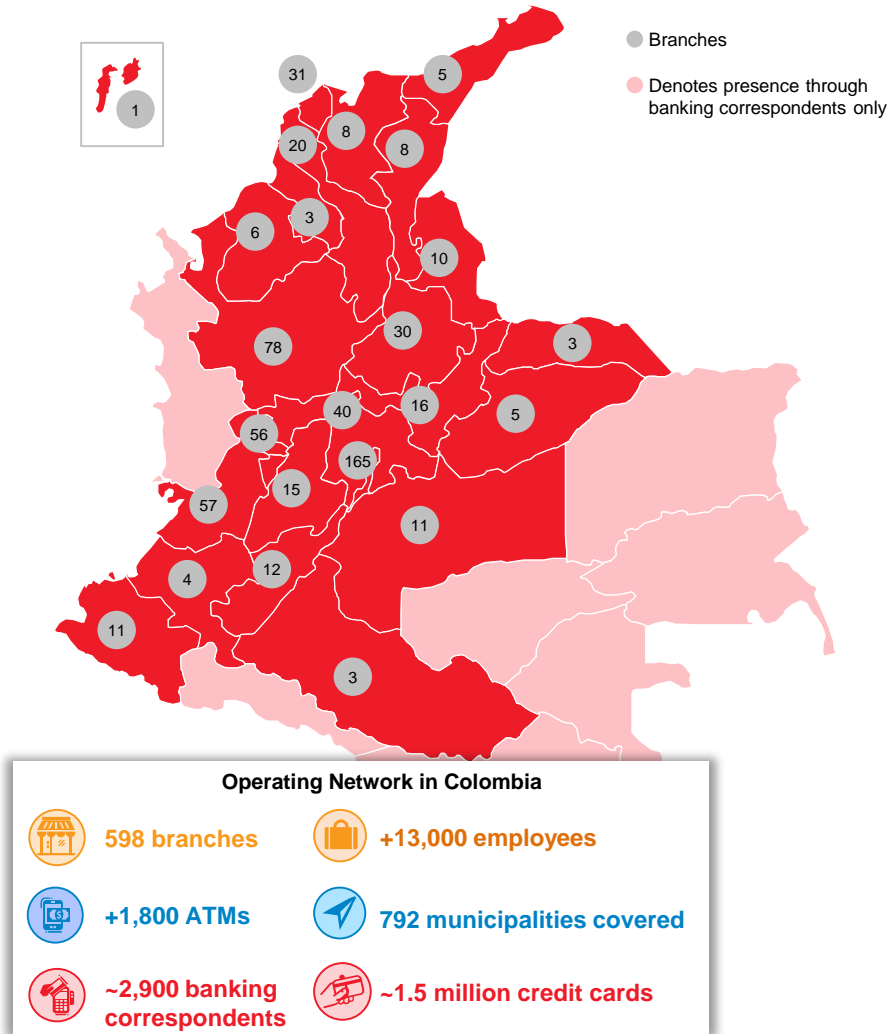 Branches
Denotes presence through
banking correspondents only
31
5
1
8
20
8
3
6
10
30
3
78
16
40
5
56
165
15
57
11
12
4
11
3
Operating Network in Colombia
598 branches
+13,000 employees
+1,800 ATMs
792 municipalities covered
~2,900 banking
correspondents
~1.5 million credit cards